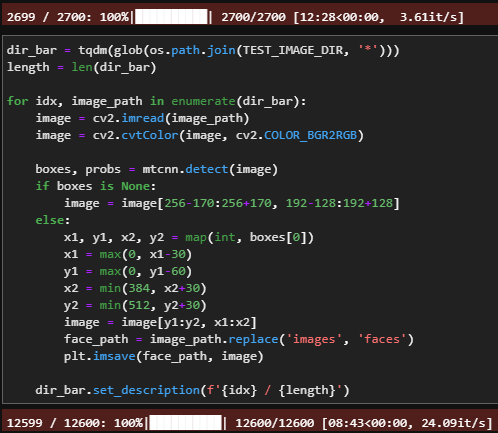 2699 / 2700: 100%|██████████| 2700/2700 [12:28<00:00,  3.61it/s]
dir_bar = tqdm(glob(os.path.join(TEST_IMAGE_DIR, '*')))
length = len(dir_bar)

for idx, image_path in enumerate(dir_bar):
    image = cv2.imread(image_path)
    image = cv2.cvtColor(image, cv2.COLOR_BGR2RGB)

    boxes, probs = mtcnn.detect(image)
    if boxes is None:
        image = image[256-170:256+170, 192-128:192+128]
    else:
        x1, y1, x2, y2 = map(int, boxes[0])
        x1 = max(0, x1-30)
        y1 = max(0, y1-60)
        x2 = min(384, x2+30)
        y2 = min(512, y2+30)
        image = image[y1:y2, x1:x2]
        face_path = image_path.replace('images', 'faces')
        plt.imsave(face_path, image)

    dir_bar.set_description(f'{idx} / {length}')
12599 / 12600: 100%|██████████| 12600/12600 [08:43<00:00, 24.09it/s]